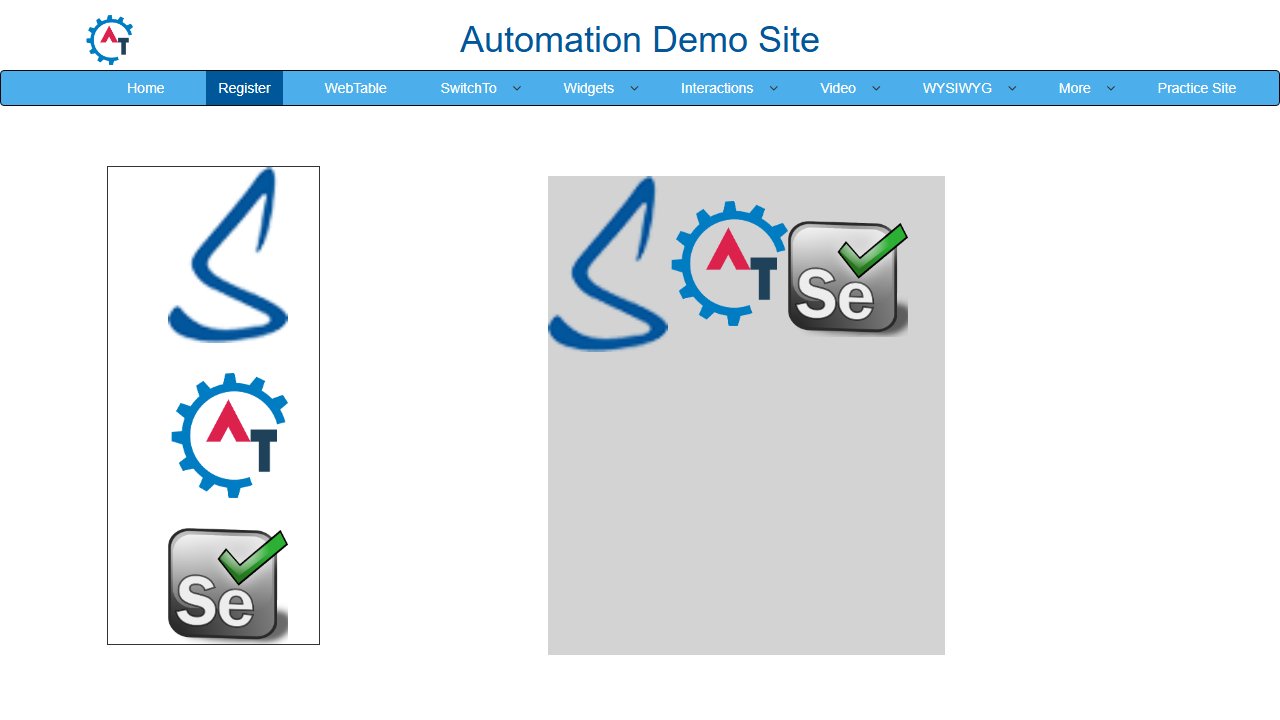 Automation Demo Site
Home Register WebTable SwitchTo Widgets Interactions Video WYSIWYG More Practice Site
AT
S AT Se
AT
Se